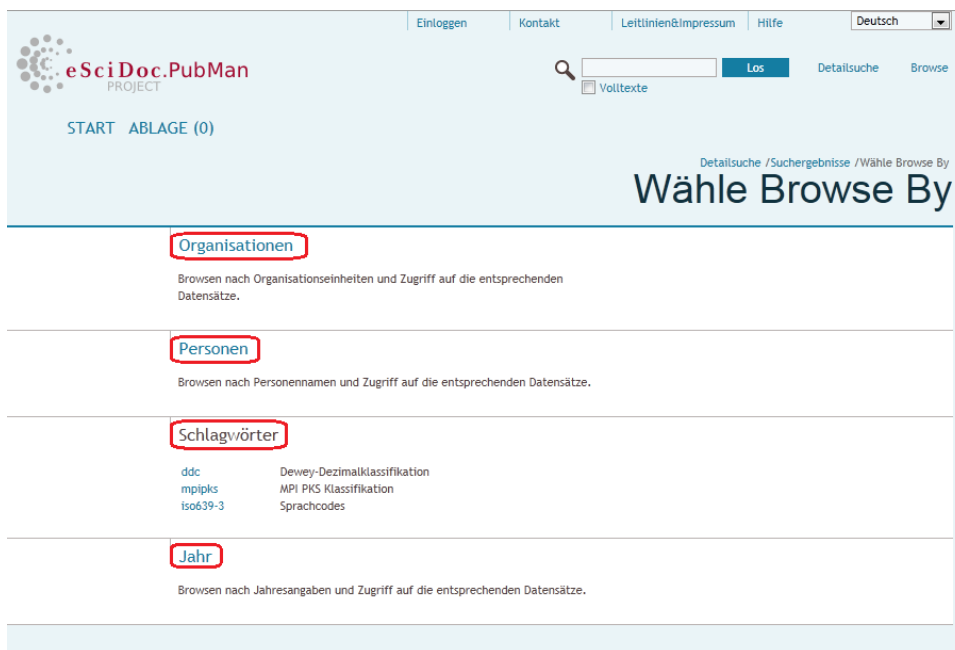 Einloggen Kontakt Leitlinien&Impressum Hilfe Deutsch
eSciDoc.PubMan
PROJECT
Los Detailsuche Browse
Volltexte
START ABLAGE (0)
Detailsuche /Suchergebnisse /Wähle Browse By
Wähle Browse By
Organisationen
Browsen nach Organisationseinheiten und Zugriff auf die entsprechenden
Datensätze.
Personen
Browsen nach Personennamen und Zugriff auf die entsprechenden Datensätze.
Schlagwörter
ddc Dewey-Dezimalklassifikation
mpipks MPI PKS Klassifikation
iso639-3 Sprachcodes
Jahr
Browsen nach Jahresangaben und Zugriff auf die entsprechenden Datensätze.